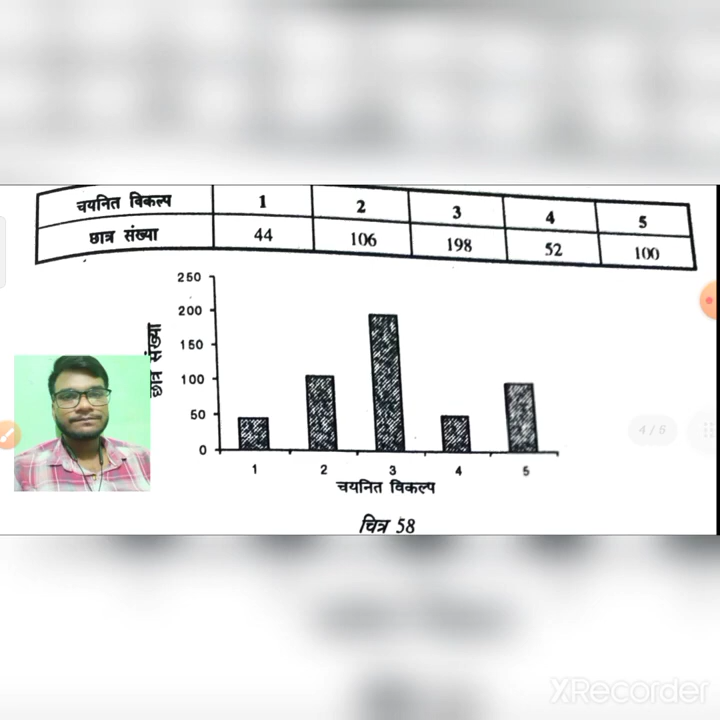 चयनित विकल्प 1 2 3 4 5
छात्र संख्या 44 106 198 52 100
250
200
150
100
50
0
छात्र संख्या
1 2 3 4 5
चयनित विकल्प
चित्र 58
4 / 5
XRecorder